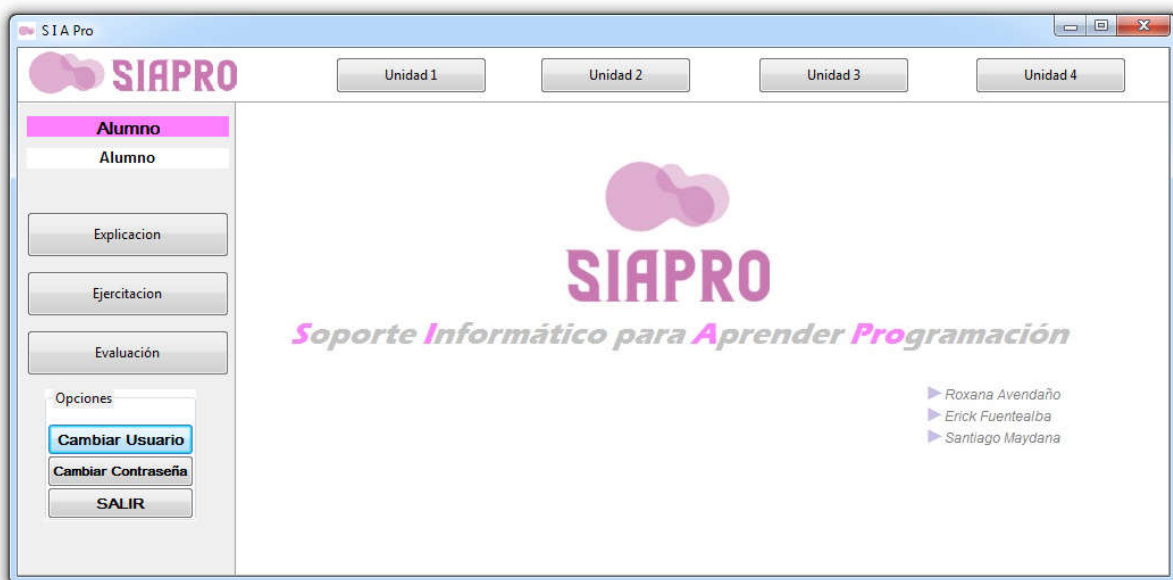 S I A Pro
SIAPRO
Unidad 1
Unidad 2
Unidad 3
Unidad 4
Alumno
Alumno
Explicacion
Ejercitacion
Evaluación
Opciones
Cambiar Usuario
Cambiar Contraseña
SALIR
SIAPRO
Soporte Informático para Aprender Programación
Roxana Avendaño
Erick Fuentealba
Santiago Maydana